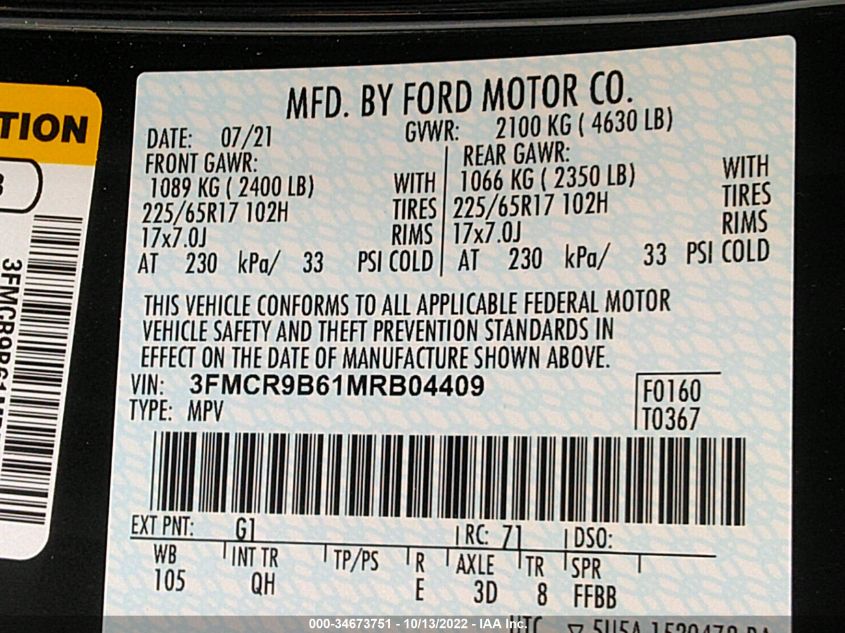 TION
3FMCR9B61M
MFD. BY FORD MOTOR CO.
DATE: 07/21 GVWR: 2100 KG ( 4630 LB)
FRONT GAWR: REAR GAWR:
1089 KG ( 2400 LB) WITH 1066 KG ( 2350 LB) WITH
225/65R17 102H TIRES 225/65R17 102H TIRES
17x7.0J RIMS 17x7.0J RIMS
AT 230 kPa/ 33 PSI COLD AT 230 kPa/ 33 PSI COLD
THIS VEHICLE CONFORMS TO ALL APPLICABLE FEDERAL MOTOR
VEHICLE SAFETY AND THEFT PREVENTION STANDARDS IN
EFFECT ON THE DATE OF MANUFACTURE SHOWN ABOVE.
VIN: 3FMCR9B61MRB04409 F0160
TYPE: MPV T0367
EXT PNT: G1 RC: 71 DSO:
WB INT TR TP/PS R AXLE TR SPR
105 QH E 3D 8 FFBB
UTC
000-34673751 | 10/13/2022 - IAA Inc.